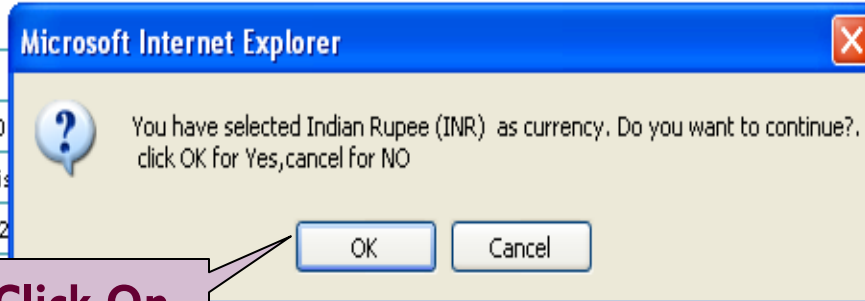 Microsoft Internet Explorer
You have selected Indian Rupee (INR) as currency. Do you want to continue?.
click OK for Yes,cancel for NO
OK
Cancel
Click On